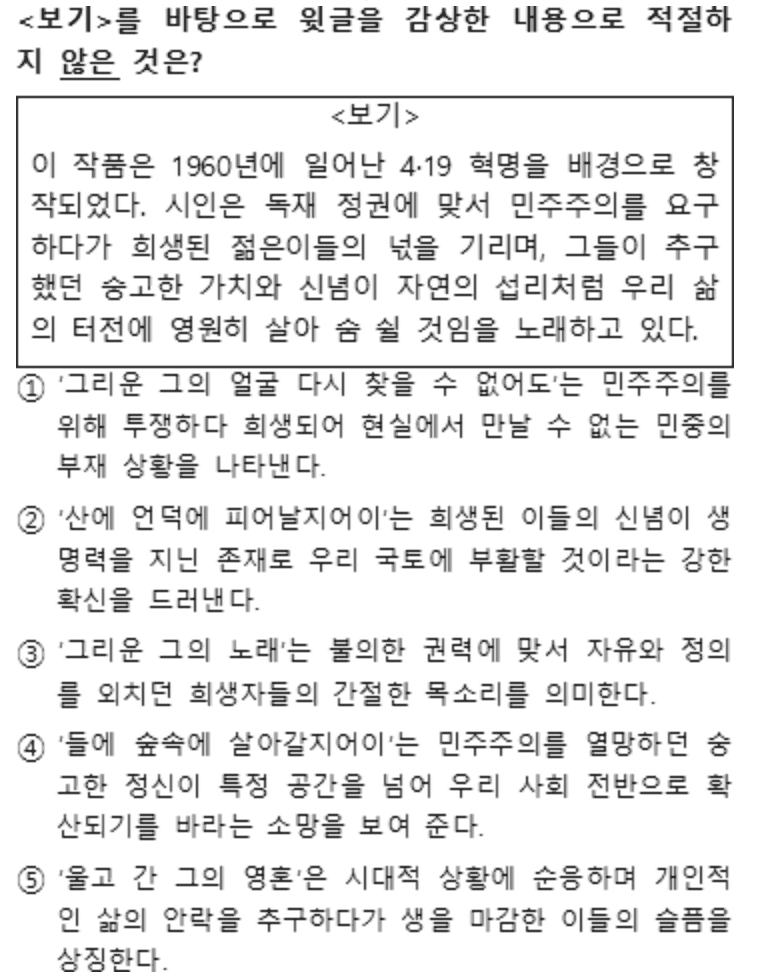 <보기>를 바탕으로 윗글을 감상한 내용으로 적절하
지 않은 것은?
<보기>
이 작품은 1960년에 일어난 4·19 혁명을 배경으로 창
작되었다. 시인은 독재 정권에 맞서 민주주의를 요구
하다가 희생된 젊은이들의 넋을 기리며, 그들이 추구
했던 숭고한 가치와 신념이 자연의 섭리처럼 우리 삶
의 터전에 영원히 살아 숨 쉴 것임을 노래하고 있다.
① '그리운 그의 얼굴 다시 찾을 수 없어도'는 민주주의를
위해 투쟁하다 희생되어 현실에서 만날 수 없는 민중의
부재 상황을 나타낸다.
② '산에 언덕에 피어날지어이'는 희생된 이들의 신념이 생
명력을 지닌 존재로 우리 국토에 부활할 것이라는 강한
확신을 드러낸다.
③ '그리운 그의 노래'는 불의한 권력에 맞서 자유와 정의
를 외치던 희생자들의 간절한 목소리를 의미한다.
④ '들에 숲속에 살아갈지어이'는 민주주의를 열망하던 숭
고한 정신이 특정 공간을 넘어 우리 사회 전반으로 확
산되기를 바라는 소망을 보여 준다.
⑤ '울고 간 그의 영혼'은 시대적 상황에 순응하며 개인적
인 삶의 안락을 추구하다가 생을 마감한 이들의 슬픔을
상징한다.